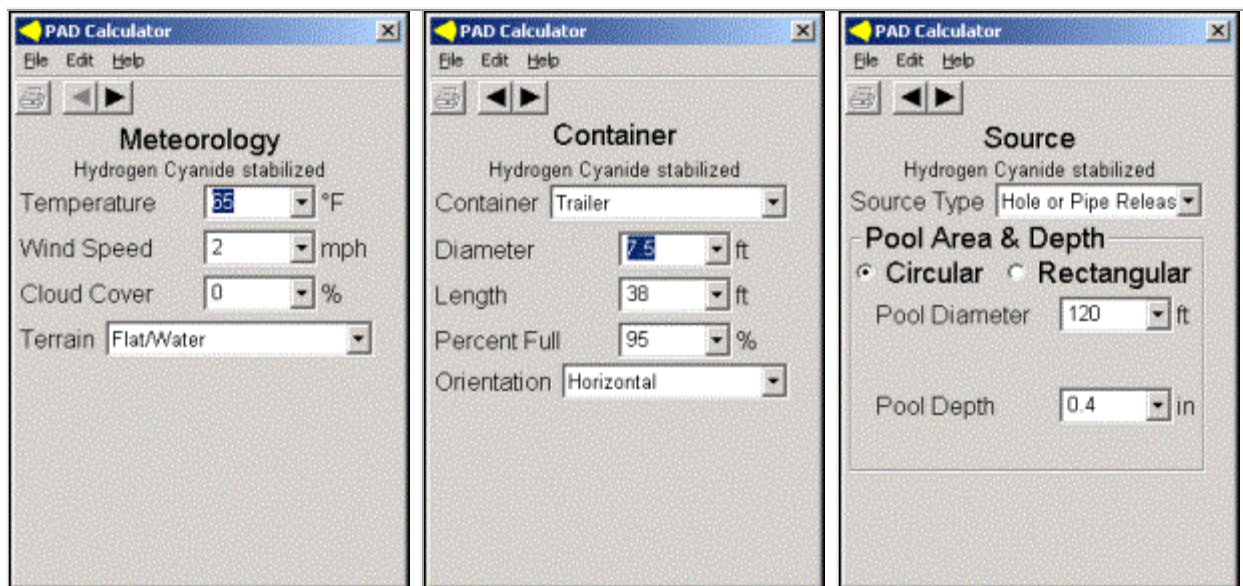 PAD Calculator
File Edit Help
Meteorology
Hydrogen Cyanide stabilized
Temperature 65 °F
Wind Speed 2 mph
Cloud Cover 0 %
Terrain Flat/Water
PAD Calculator
File Edit Help
Container
Hydrogen Cyanide stabilized
Container Trailer
Diameter 7.5 ft
Length 38 ft
Percent Full 95 %
Orientation Horizontal
PAD Calculator
File Edit Help
Source
Hydrogen Cyanide stabilized
Source Type Hole or Pipe Releas
Pool Area & Depth
Circular Rectangular
Pool Diameter 120 ft
Pool Depth 0.4 in